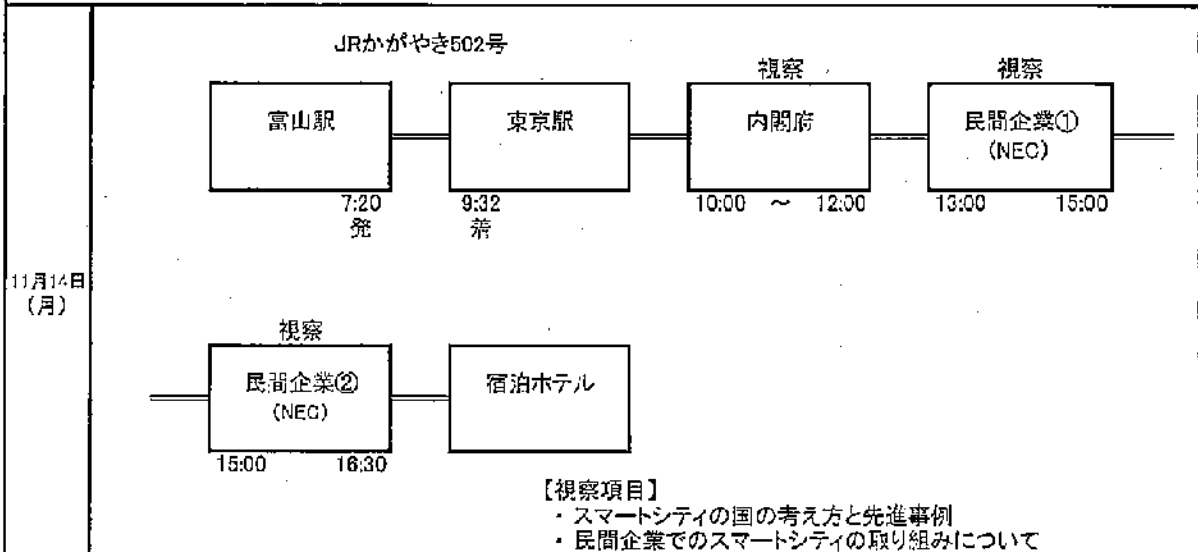 JRかがやき502号
視察
視察
富山駅
東京駅
内閣府
民間企業①
(NEC)
7:20
発
9:32
着
10:00 ～ 12:00
13:00 15:00
11月14日
(月)
視察
民間企業②
(NEC)
宿泊ホテル
15:00 16:30
【視察項目】
・スマートシティの国の考え方と先進事例
・民間企業でのスマートシティの取り組みについて